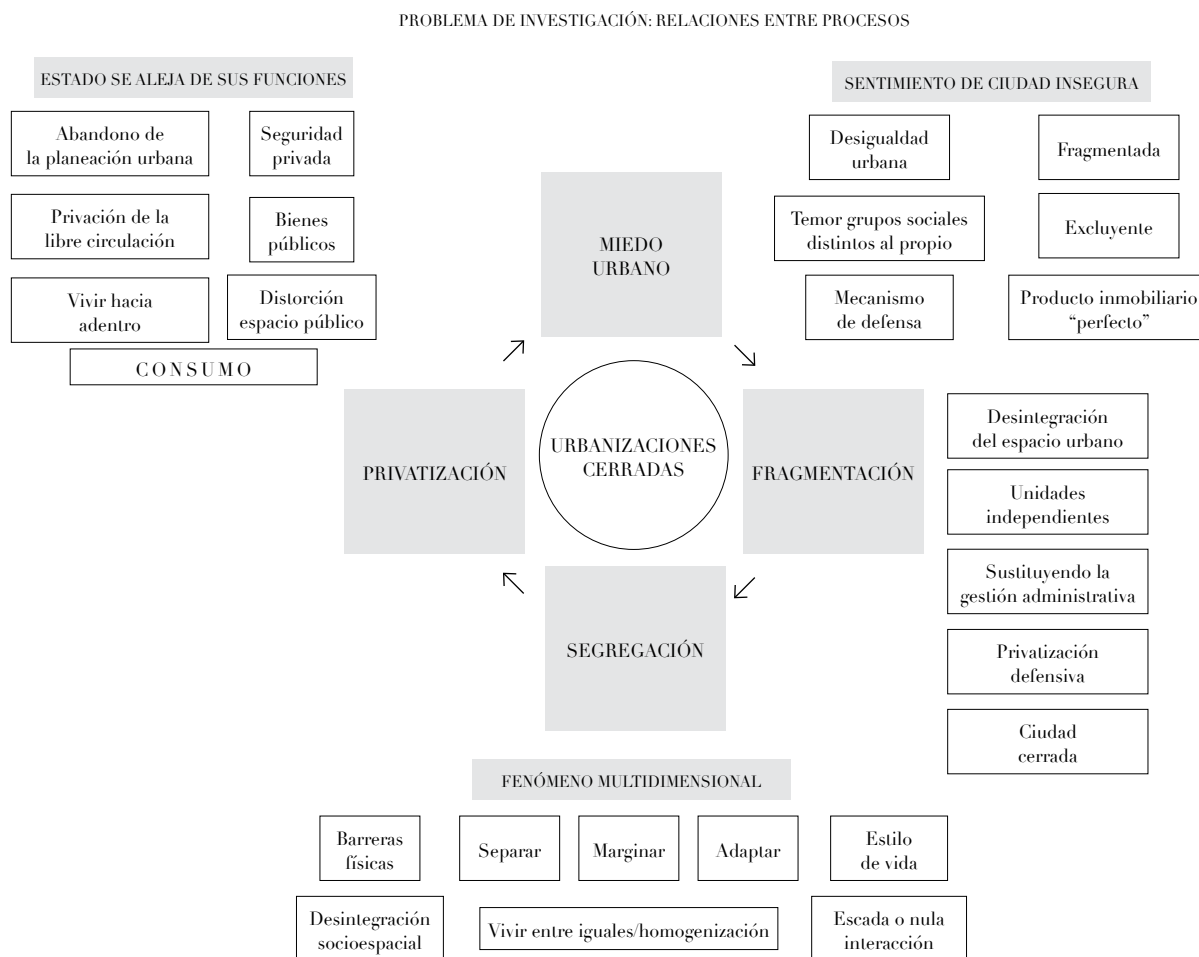 PROBLEMA DE INVESTIGACIÓN: RELACIONES ENTRE PROCESOS
ESTADO SE ALEJA DE SUS FUNCIONES
Abandono de
la planeación urbana
Seguridad
privada
Privación de la
libre circulación
Bienes
públicos
Vivir hacia
adentro
Distorción
espacio público
CONSUMO
SENTIMIENTO DE CIUDAD INSEGURA
Desigualdad
urbana
Fragmentada
Temor grupos sociales
distintos al propio
Excluyente
Mecanismo
de defensa
Producto inmobiliario
“perfecto”
MIEDO
URBANO
PRIVATIZACIÓN
URBANIZACIONES
CERRADAS
FRAGMENTACIÓN
SEGREGACIÓN
Desintegración
del espacio urbano
Unidades
independientes
Sustituyendo la
gestión administrativa
Privatización
defensiva
Ciudad
cerrada
FENÓMENO MULTIDIMENSIONAL
Barreras
físicas
Separar
Marginar
Adaptar
Estilo
de vida
Desintegración
socioespacial
Vivir entre iguales/homogenización
Escada o nula
interacción